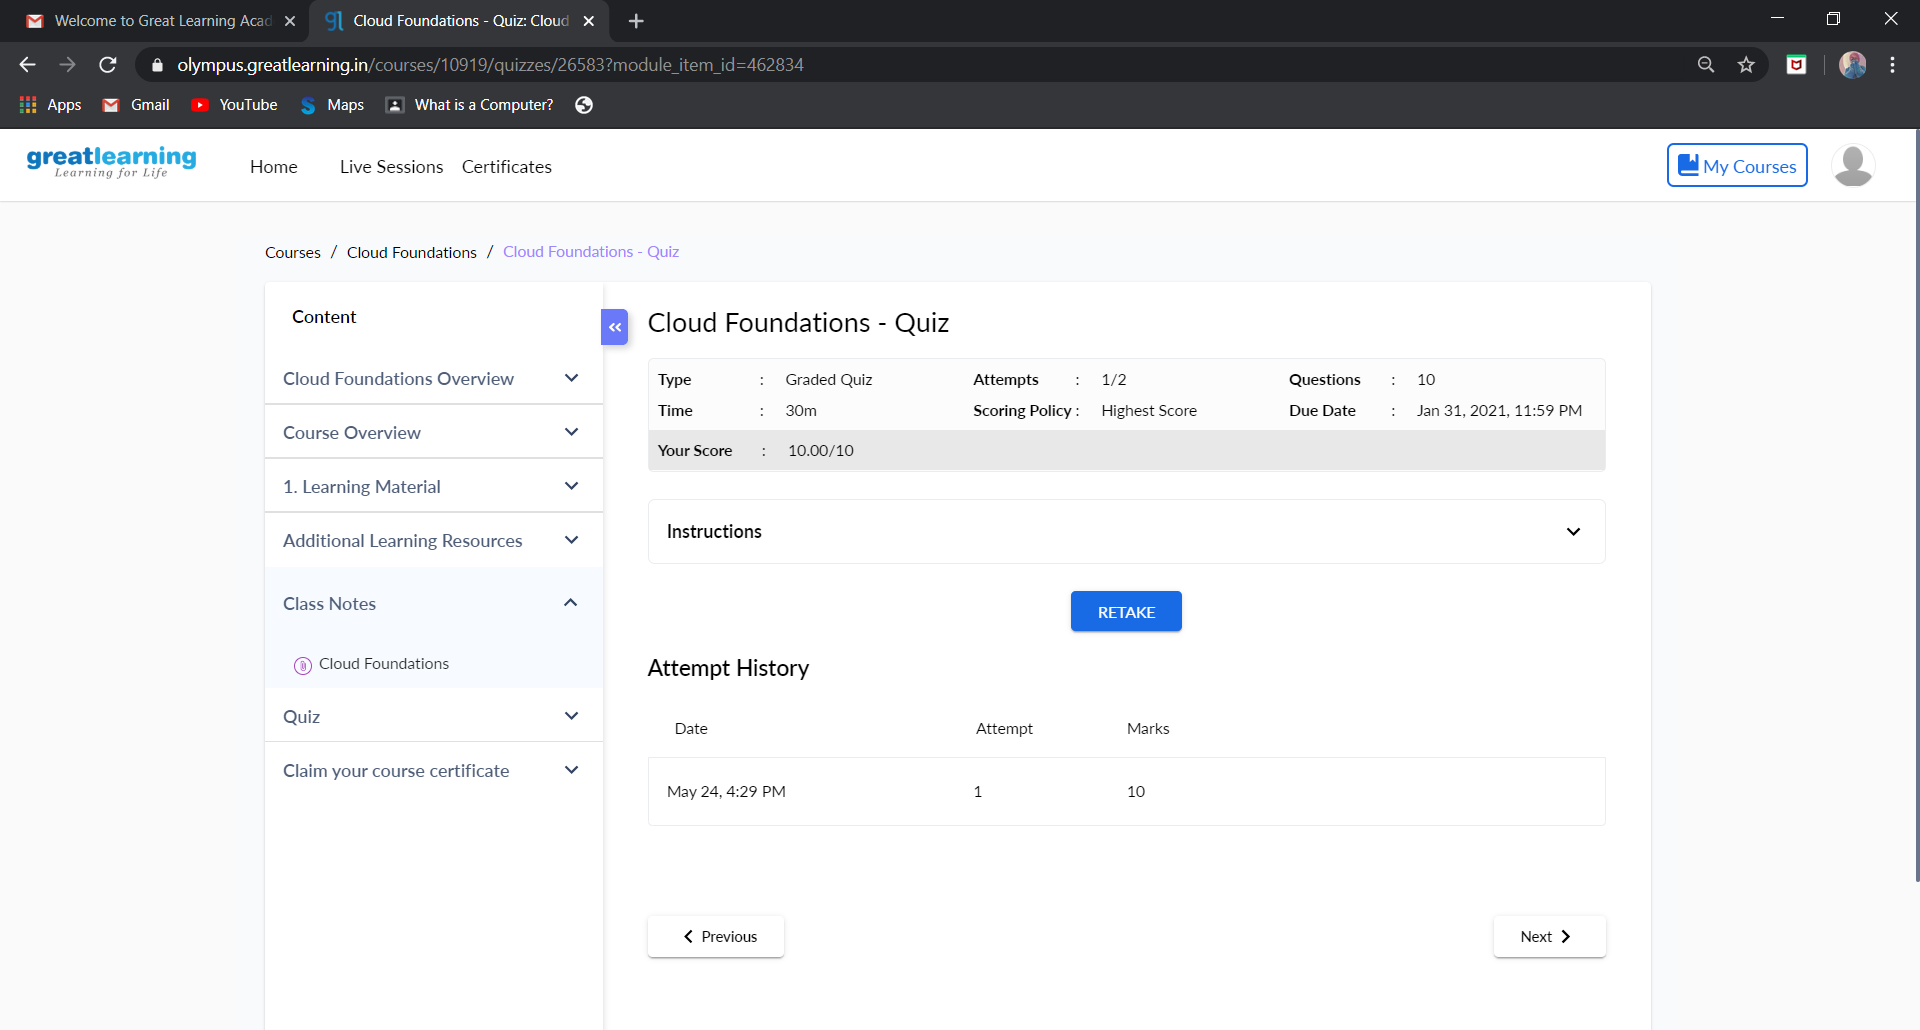 Welcome to Great Learning Acad
Cloud Foundations - Quiz: Cloud
olympus.greatlearning.in/courses/10919/quizzes/26583?module_item_id=462834
Apps Gmail YouTube Maps What is a Computer?
greatlearning
Learning for Life
Home Live Sessions Certificates My Courses
Courses / Cloud Foundations / Cloud Foundations - Quiz
Content
Cloud Foundations Overview
Course Overview
1. Learning Material
Additional Learning Resources
Class Notes
Cloud Foundations
Quiz
Claim your course certificate
Cloud Foundations - Quiz
Type : Graded Quiz Attempts : 1/2 Questions : 10
Time : 30m Scoring Policy : Highest Score Due Date : Jan 31, 2021, 11:59 PM
Your Score : 10.00/10
Instructions
RETAKE
Attempt History
Date Attempt Marks
May 24, 4:29 PM 1 10
Previous Next